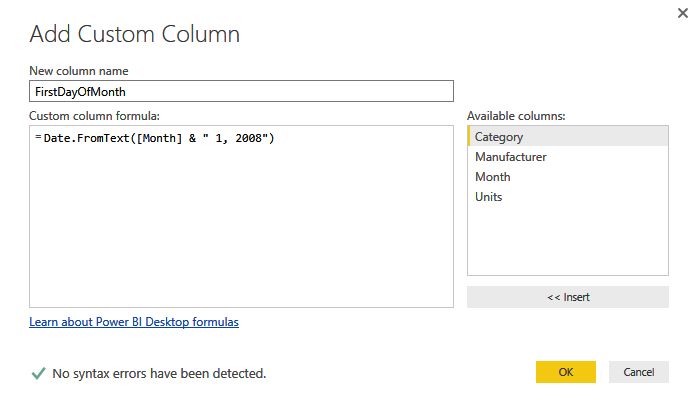 Add Custom Column
New column name
FirstDayOfMonth
Custom column formula:
=Date.FromText([Month] & " 1, 2008")
Available columns:
Category
Manufacturer
Month
Units
<< Insert
Learn about Power BI Desktop formulas
No syntax errors have been detected.
OK
Cancel